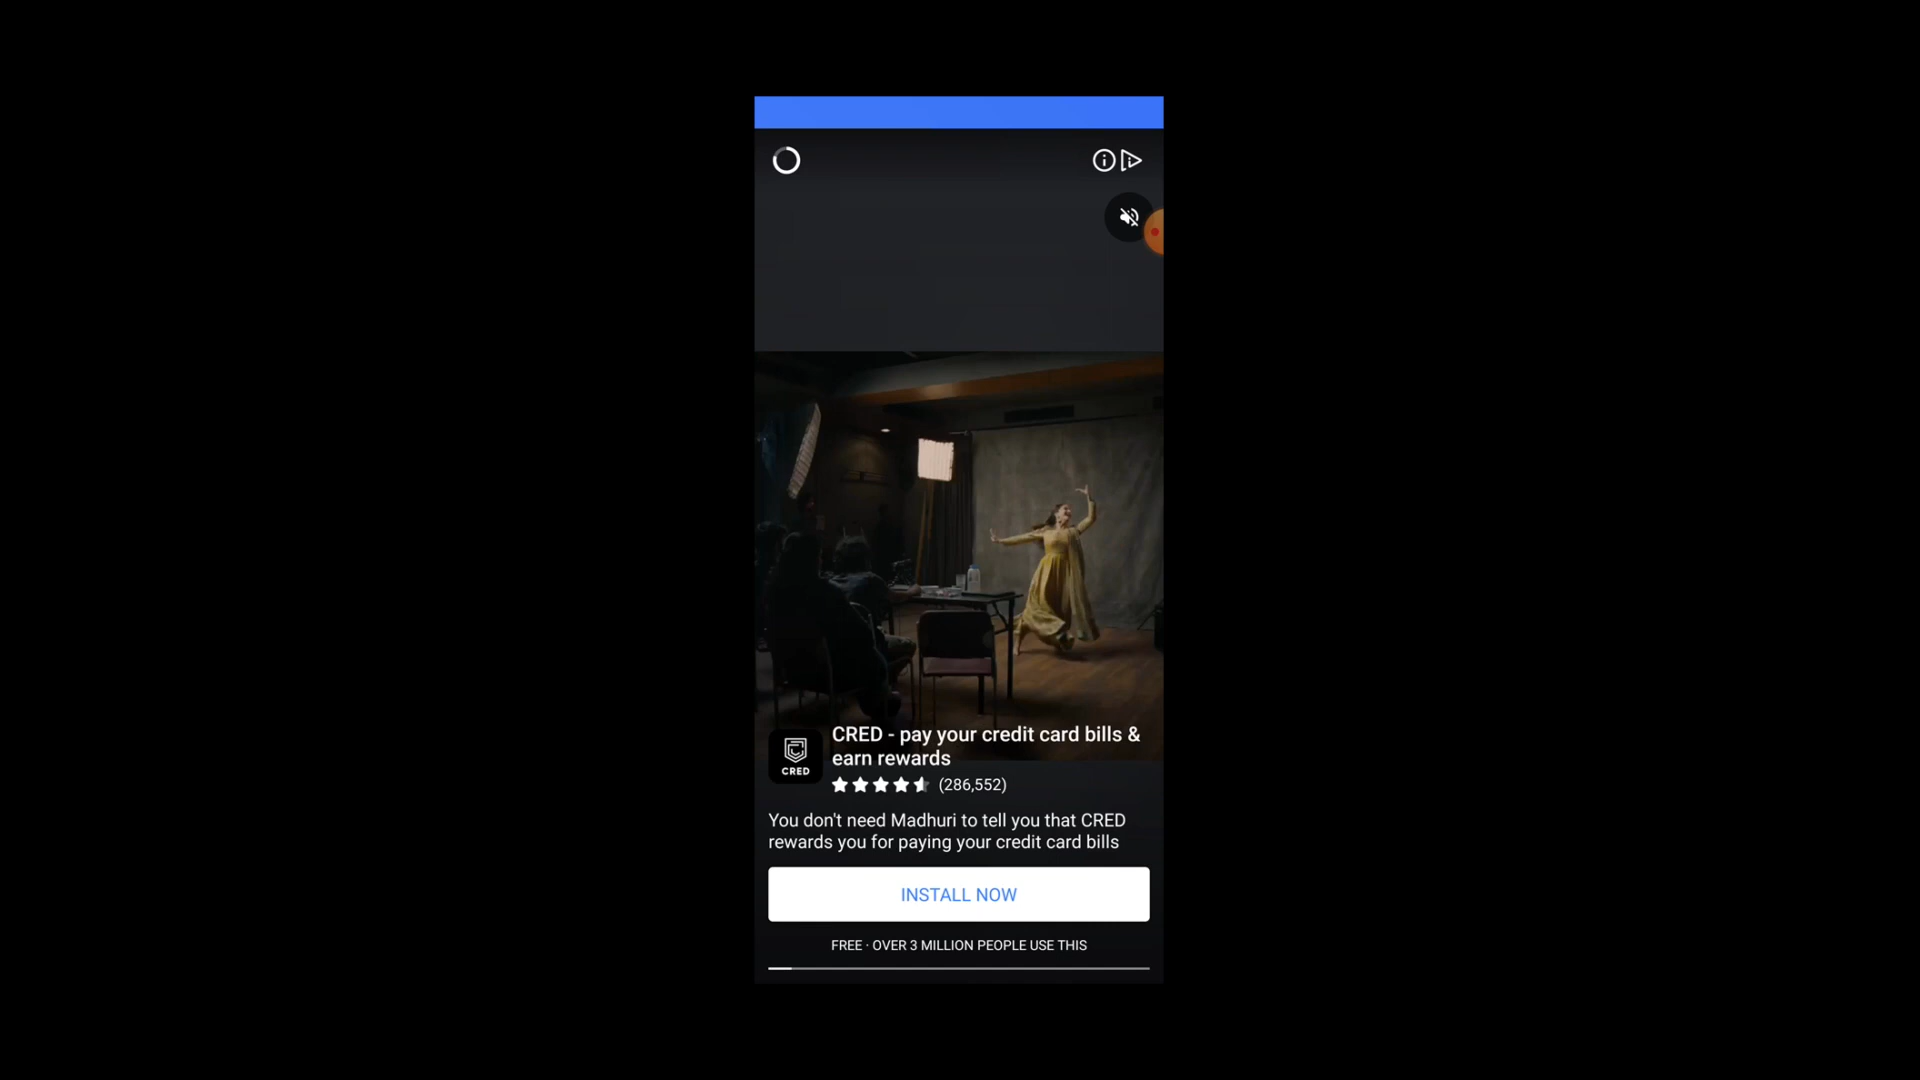 CRED - pay your credit card bills &
earn rewards
CRED
(286,552)
You don't need Madhuri to tell you that CRED
rewards you for paying your credit card bills
INSTALL NOW
FREE · OVER 3 MILLION PEOPLE USE THIS